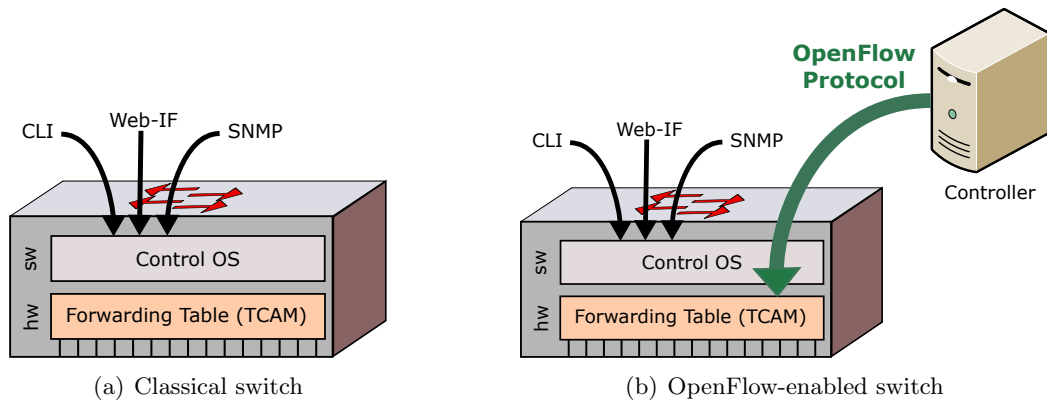 CLI
Web-IF
SNMP
sw
Control OS
hw
Forwarding Table (TCAM)
(a) Classical switch
OpenFlow
Protocol
CLI
Web-IF
SNMP
Controller
sw
Control OS
hw
Forwarding Table (TCAM)
(b) OpenFlow-enabled switch